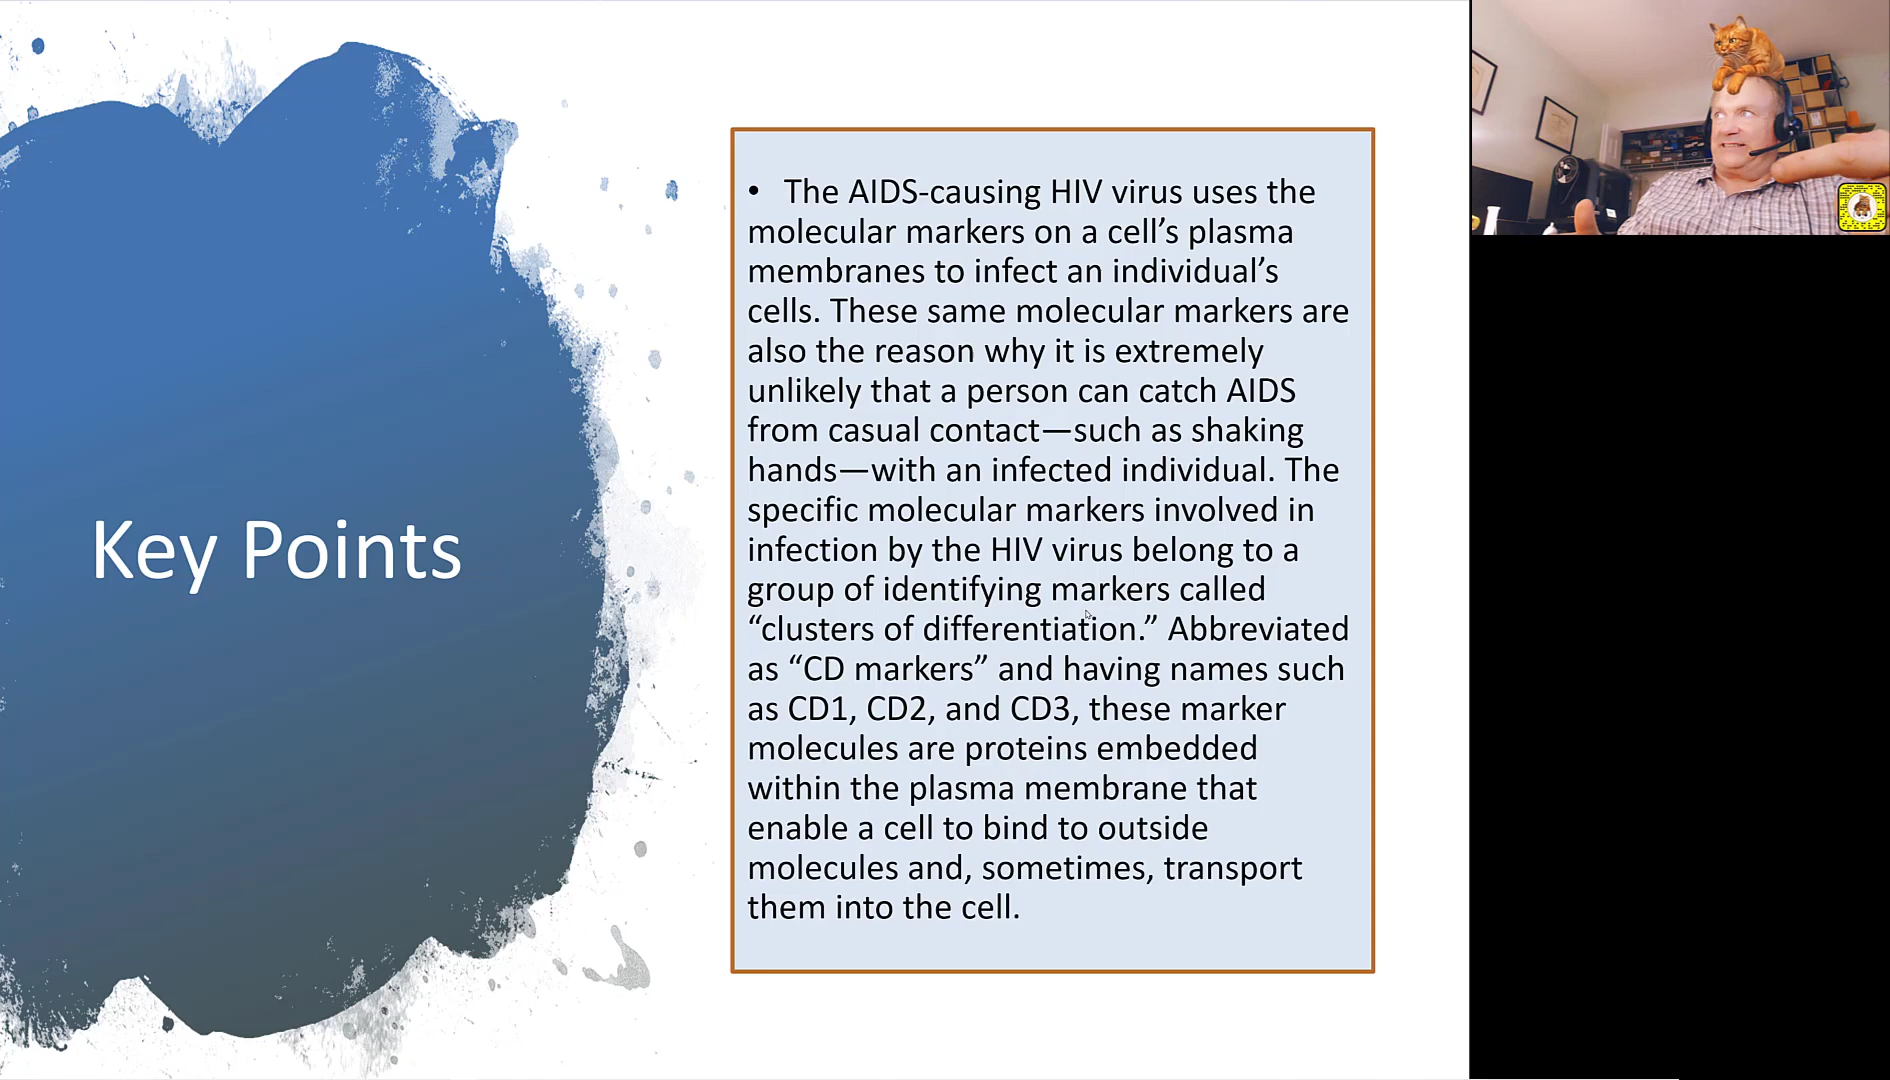 Key Points
• The AIDS-causing HIV virus uses the
molecular markers on a cell’s plasma
membranes to infect an individual’s
cells. These same molecular markers are
also the reason why it is extremely
unlikely that a person can catch AIDS
from casual contact—such as shaking
hands—with an infected individual. The
specific molecular markers involved in
infection by the HIV virus belong to a
group of identifying markers called
“clusters of differentiation.” Abbreviated
as “CD markers” and having names such
as CD1, CD2, and CD3, these marker
molecules are proteins embedded
within the plasma membrane that
enable a cell to bind to outside
molecules and, sometimes, transport
them into the cell.